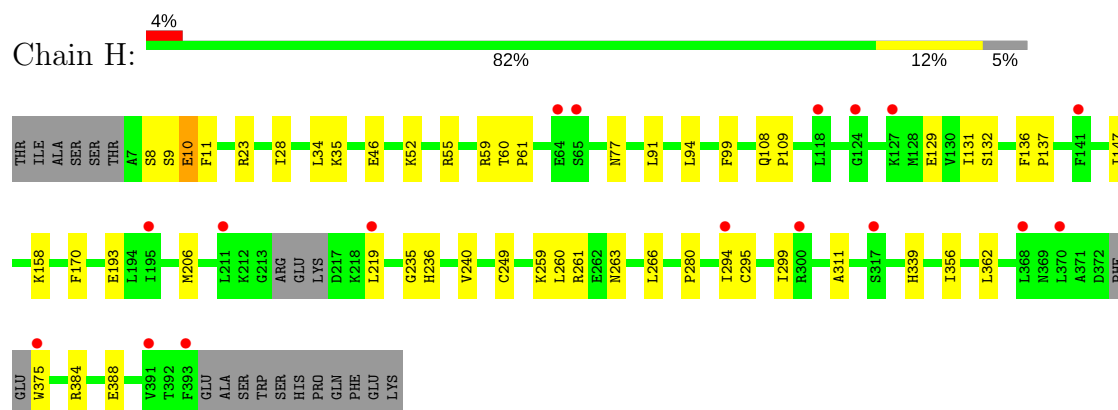 4%
Chain H:
82% 12% 5%
THR ILE ALA SER SER THR A7 S8 S9 E10 F11 R23 I28 L34 K35 E46 K52 R55 R59 T60 P61 E64 S65 N77 L91 L94 F99 Q108 P109 L118 G124 K127 M128 E129 V130 I131 S132 F136 P137 F141
K158 F170 E193 L194 I195 M206 L211 K212 G213 ARG GLU LYS D217 K218 L219 G235 H236 V240 C249 K259 L260 R261 E262 N263 L266 P280 I294 C295 I299 R300 A311 S317 H339 I356 L362 L368 N369 L370 A371 D372
GLU W375 R384 E388 V391 T392 F393 GLU ALA SER TRP SER HIS PRO GLN PHE GLU LYS